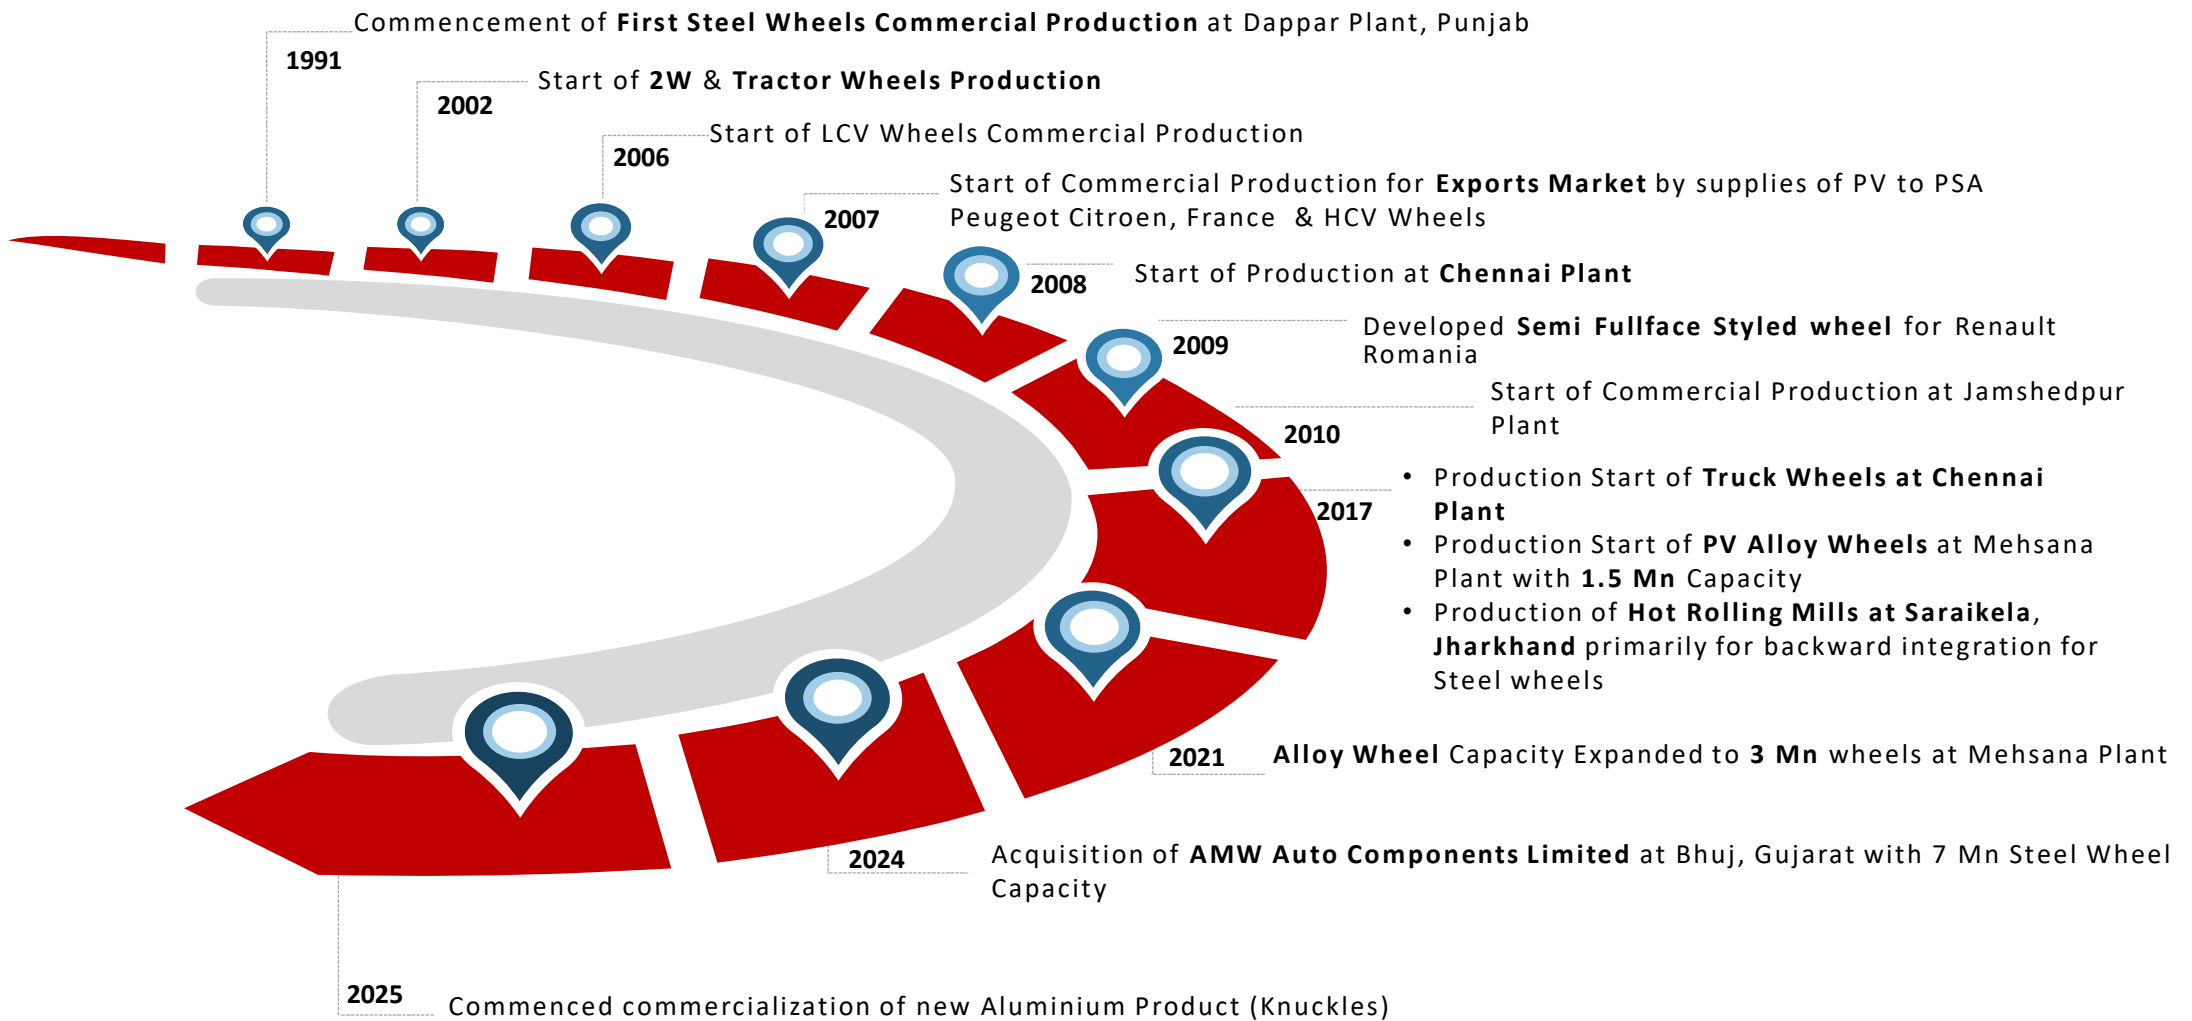 Commencement of First Steel Wheels Commercial Production at Dappar Plant, Punjab
1991
Start of 2W & Tractor Wheels Production
2002
Start of LCV Wheels Commercial Production
2006
Start of Commercial Production for Exports Market by supplies of PV to PSA
Peugeot Citroen, France & HCV Wheels
2007
Start of Production at Chennai Plant
2008
Developed Semi Fullface Styled wheel for Renault
Romania
2009
Start of Commercial Production at Jamshedpur
Plant
2010
• Production Start of Truck Wheels at Chennai
Plant
2017
• Production Start of PV Alloy Wheels at Mehsana
Plant with 1.5 Mn Capacity
• Production of Hot Rolling Mills at Saraikela,
Jharkhand primarily for backward integration for
Steel wheels
2021
Alloy Wheel Capacity Expanded to 3 Mn wheels at Mehsana Plant
2024
Acquisition of AMW Auto Components Limited at Bhuj, Gujarat with 7 Mn Steel Wheel
Capacity
2025
Commenced commercialization of new Aluminium Product (Knuckles)